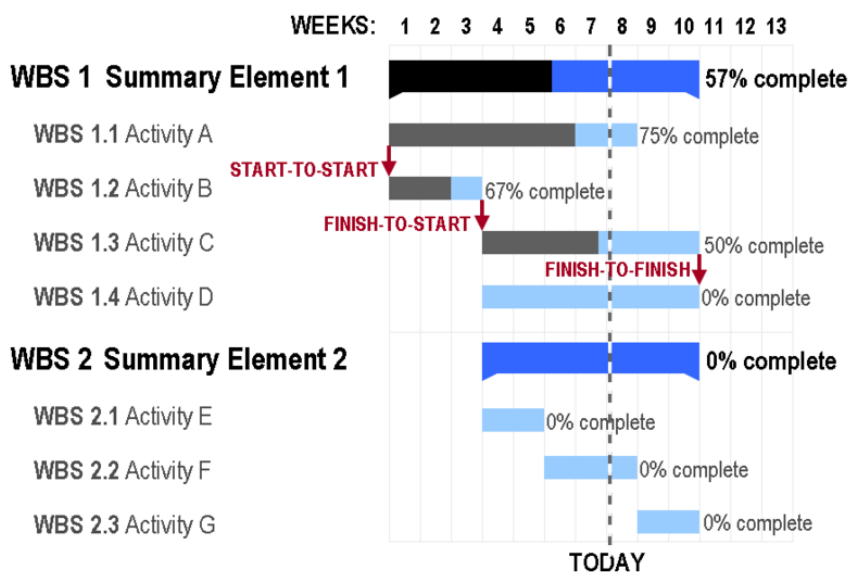 WEEKS: 1 2 3 4 5 6 7 8 9 10 11 12 13
WBS 1 Summary Element 1 57% complete
WBS 1.1 Activity A 75% complete
START-TO-START
WBS 1.2 Activity B 67% complete
FINISH-TO-START
WBS 1.3 Activity C 50% complete
FINISH-TO-FINISH
WBS 1.4 Activity D 0% complete
WBS 2 Summary Element 2 0% complete
WBS 2.1 Activity E 0% complete
WBS 2.2 Activity F 0% complete
WBS 2.3 Activity G 0% complete
TODAY